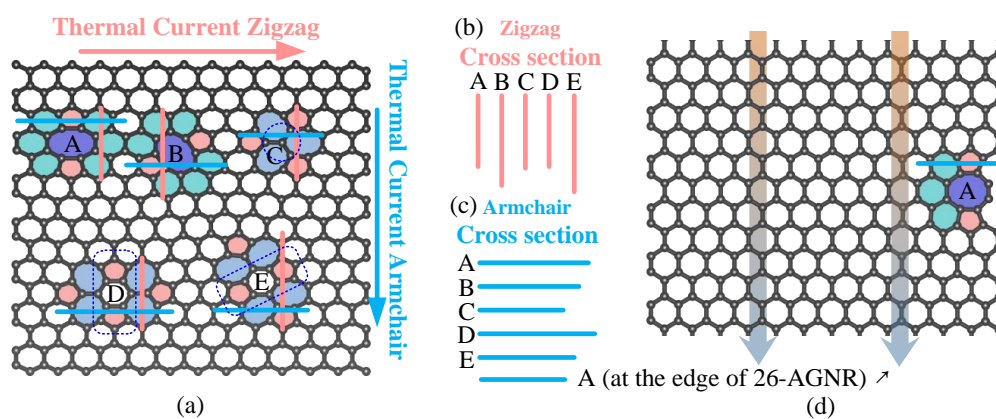 Thermal Current Zigzag
Thermal Current Armchair
A
B
C
D
E
(a)
(b)
Zigzag
Cross section
A B C D E
(c)
Armchair
Cross section
A
B
C
D
E
A (at the edge of 26-AGNR) ↗
A
(d)